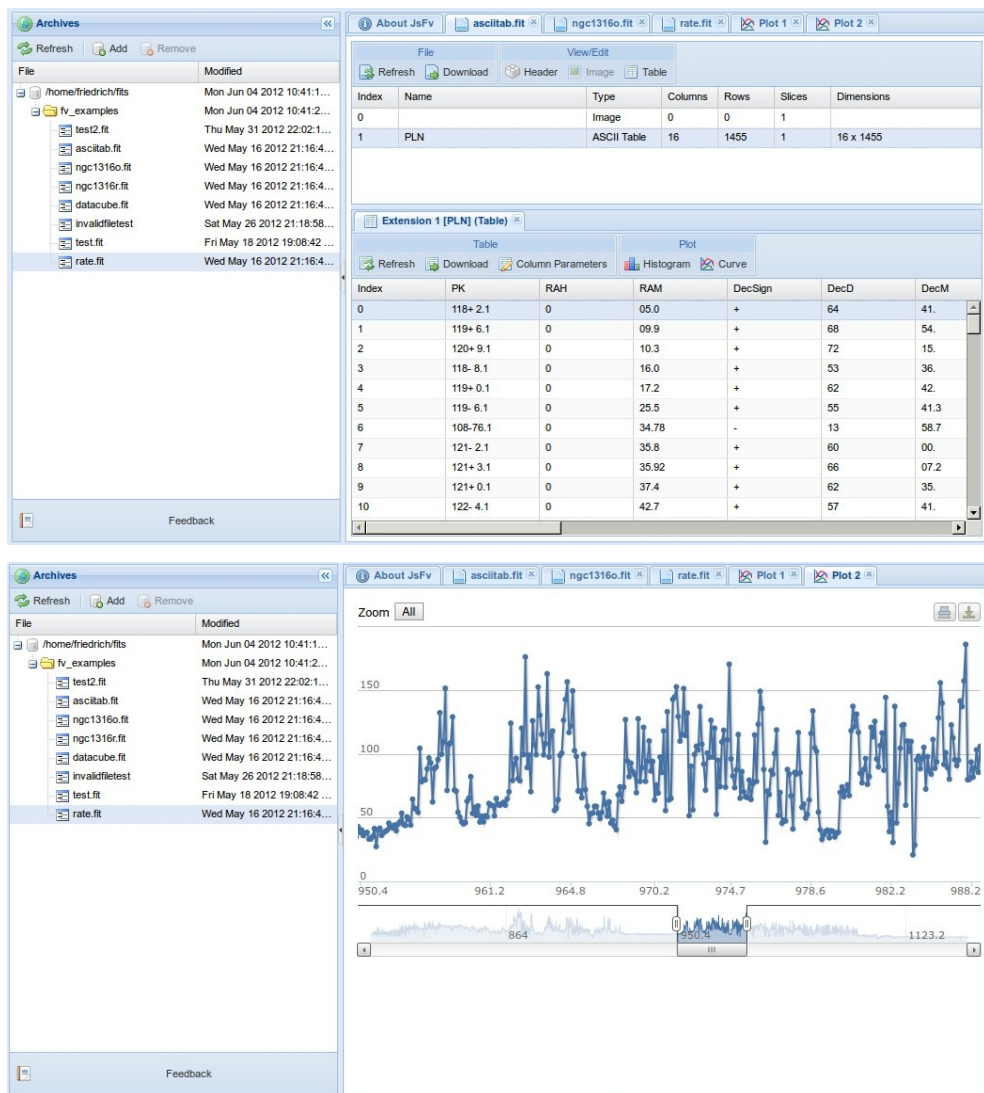 Archives
Refresh Add Remove
File Modified
/home/friedrich/fits Mon Jun 04 2012 10:41:1...
fv_examples Mon Jun 04 2012 10:41:2...
test2.fit Thu May 31 2012 22:02:1...
asciitab.fit Wed May 16 2012 21:16:4...
ngc1316o.fit Wed May 16 2012 21:16:4...
ngc1316r.fit Wed May 16 2012 21:16:4...
datacube.fit Wed May 16 2012 21:16:4...
invalidfiletest Sat May 26 2012 21:18:58...
test.fit Fri May 18 2012 19:08:42 ...
rate.fit Wed May 16 2012 21:16:4...
Feedback
About JsFv asciitab.fit ngc1316o.fit rate.fit Plot 1 Plot 2
File View/Edit
Refresh Download Header Image Table
Index Name Type Columns Rows Slices Dimensions
0 Image 0 0 1
1 PLN ASCII Table 16 1455 1 16 x 1455
Extension 1 [PLN] (Table)
Table Plot
Refresh Download Column Parameters Histogram Curve
Index PK RAH RAM DecSign DecD DecM
0 118+ 2.1 0 05.0 + 64 41.
1 119+ 6.1 0 09.9 + 68 54.
2 120+ 9.1 0 10.3 + 72 15.
3 118- 8.1 0 16.0 + 53 36.
4 119+ 0.1 0 17.2 + 62 42.
5 119- 6.1 0 25.5 + 55 41.3
6 108-76.1 0 34.78 - 13 58.7
7 121- 2.1 0 35.8 + 60 00.
8 121+ 3.1 0 35.92 + 66 07.2
9 121+ 0.1 0 37.4 + 62 35.
10 122- 4.1 0 42.7 + 57 41.
Archives
Refresh Add Remove
File Modified
/home/friedrich/fits Mon Jun 04 2012 10:41:1...
fv_examples Mon Jun 04 2012 10:41:2...
test2.fit Thu May 31 2012 22:02:1...
asciitab.fit Wed May 16 2012 21:16:4...
ngc1316o.fit Wed May 16 2012 21:16:4...
ngc1316r.fit Wed May 16 2012 21:16:4...
datacube.fit Wed May 16 2012 21:16:4...
invalidfiletest Sat May 26 2012 21:18:58...
test.fit Fri May 18 2012 19:08:42 ...
rate.fit Wed May 16 2012 21:16:4...
Feedback
About JsFv asciitab.fit ngc1316o.fit rate.fit Plot 1 Plot 2
Zoom All
150
100
50
0
950.4 961.2 964.8 970.2 974.7 978.6 982.2 988.2
864 950.4 1123.2